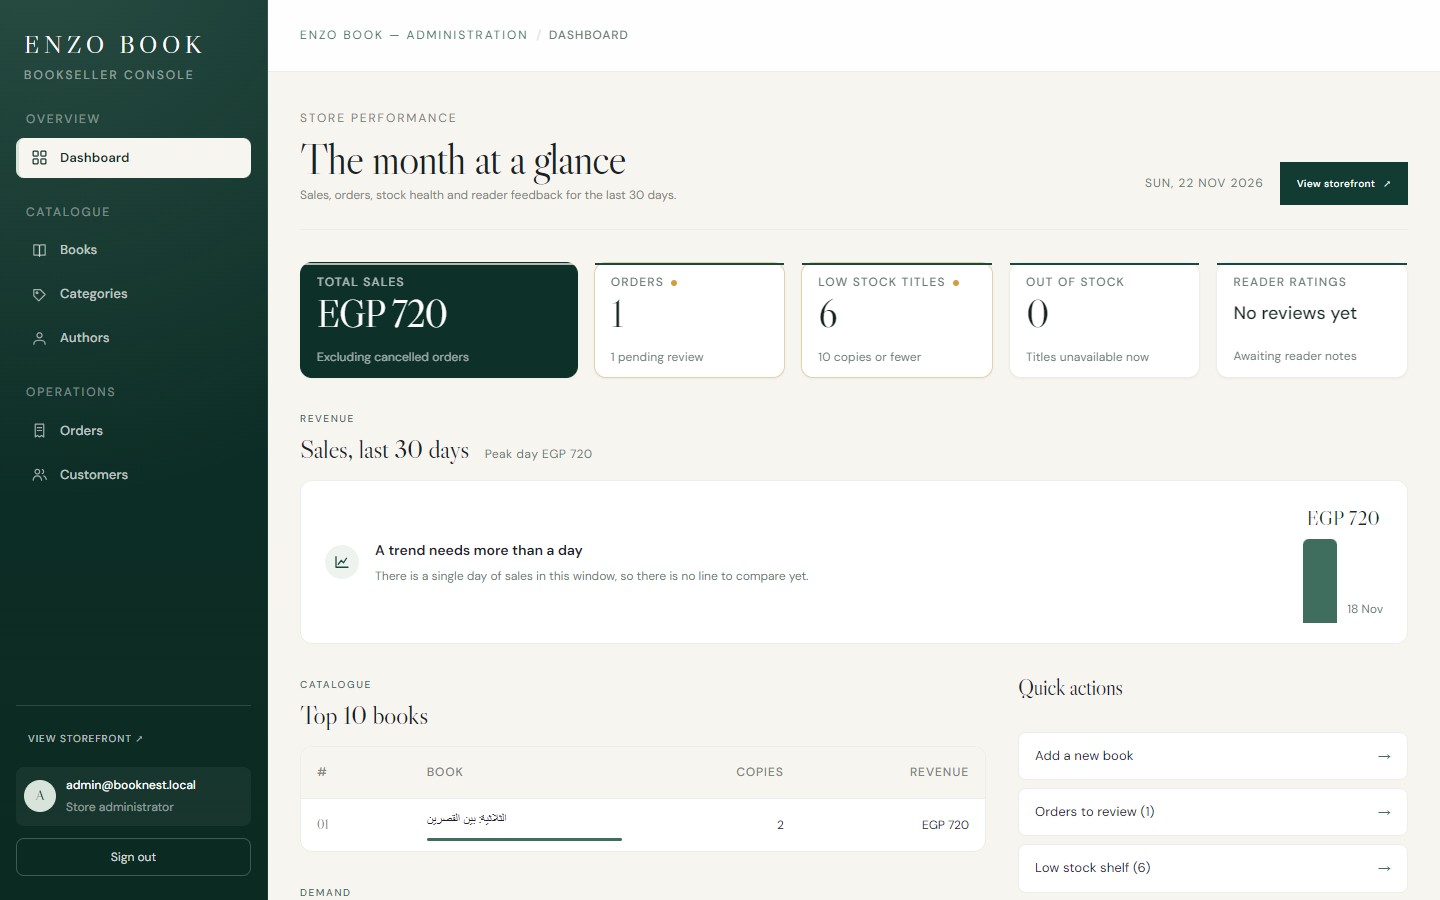 ENZO BOOK
BOOKSELLER CONSOLE
OVERVIEW
Dashboard
CATALOGUE
Books
Categories
Authors
OPERATIONS
Orders
Customers
VIEW STOREFRONT ↗
A
admin@booknest.local
Store administrator
Sign out
ENZO BOOK — ADMINISTRATION / DASHBOARD
STORE PERFORMANCE
The month at a glance
Sales, orders, stock health and reader feedback for the last 30 days.
SUN, 22 NOV 2026
View storefront ↗
TOTAL SALES
EGP 720
Excluding cancelled orders
ORDERS
1
1 pending review
LOW STOCK TITLES
6
10 copies or fewer
OUT OF STOCK
0
Titles unavailable now
READER RATINGS
No reviews yet
Awaiting reader notes
REVENUE
Sales, last 30 days Peak day EGP 720
A trend needs more than a day
There is a single day of sales in this window, so there is no line to compare yet.
EGP 720
18 Nov
CATALOGUE
Top 10 books
# BOOK COPIES REVENUE
01 الثلاثية: بين القصرين 2 EGP 720
DEMAND
Quick actions
Add a new book →
Orders to review (1) →
Low stock shelf (6) →